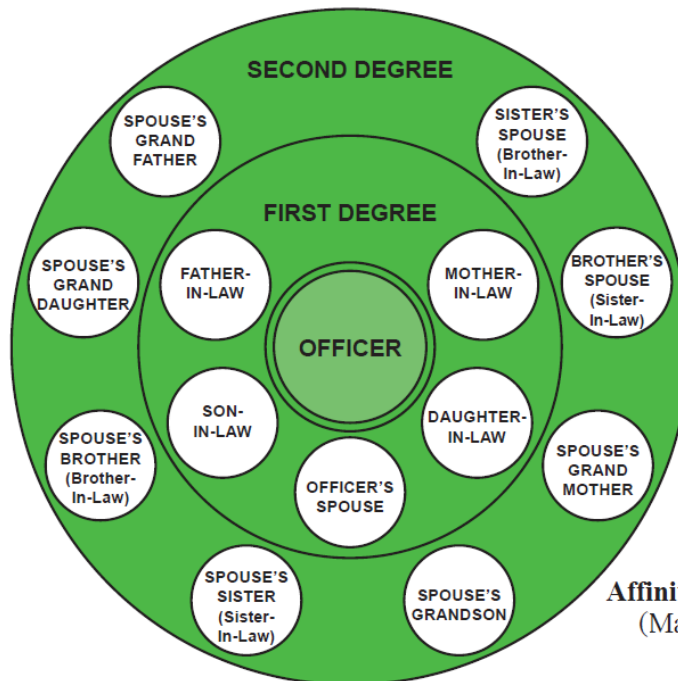 SECOND DEGREE
SPOUSE'S
GRAND
FATHER
SISTER'S
SPOUSE
(Brother-
In-Law)
FIRST DEGREE
SPOUSE'S
GRAND
DAUGHTER
FATHER-
IN-LAW
MOTHER-
IN-LAW
BROTHER'S
SPOUSE
(Sister-
In-Law)
OFFICER
SON-
IN-LAW
DAUGHTER-
IN-LAW
SPOUSE'S
BROTHER
(Brother-
In-Law)
OFFICER'S
SPOUSE
SPOUSE'S
GRAND
MOTHER
SPOUSE'S
SISTER
(Sister-
In-Law)
SPOUSE'S
GRANDSON
Affinit
(Ma